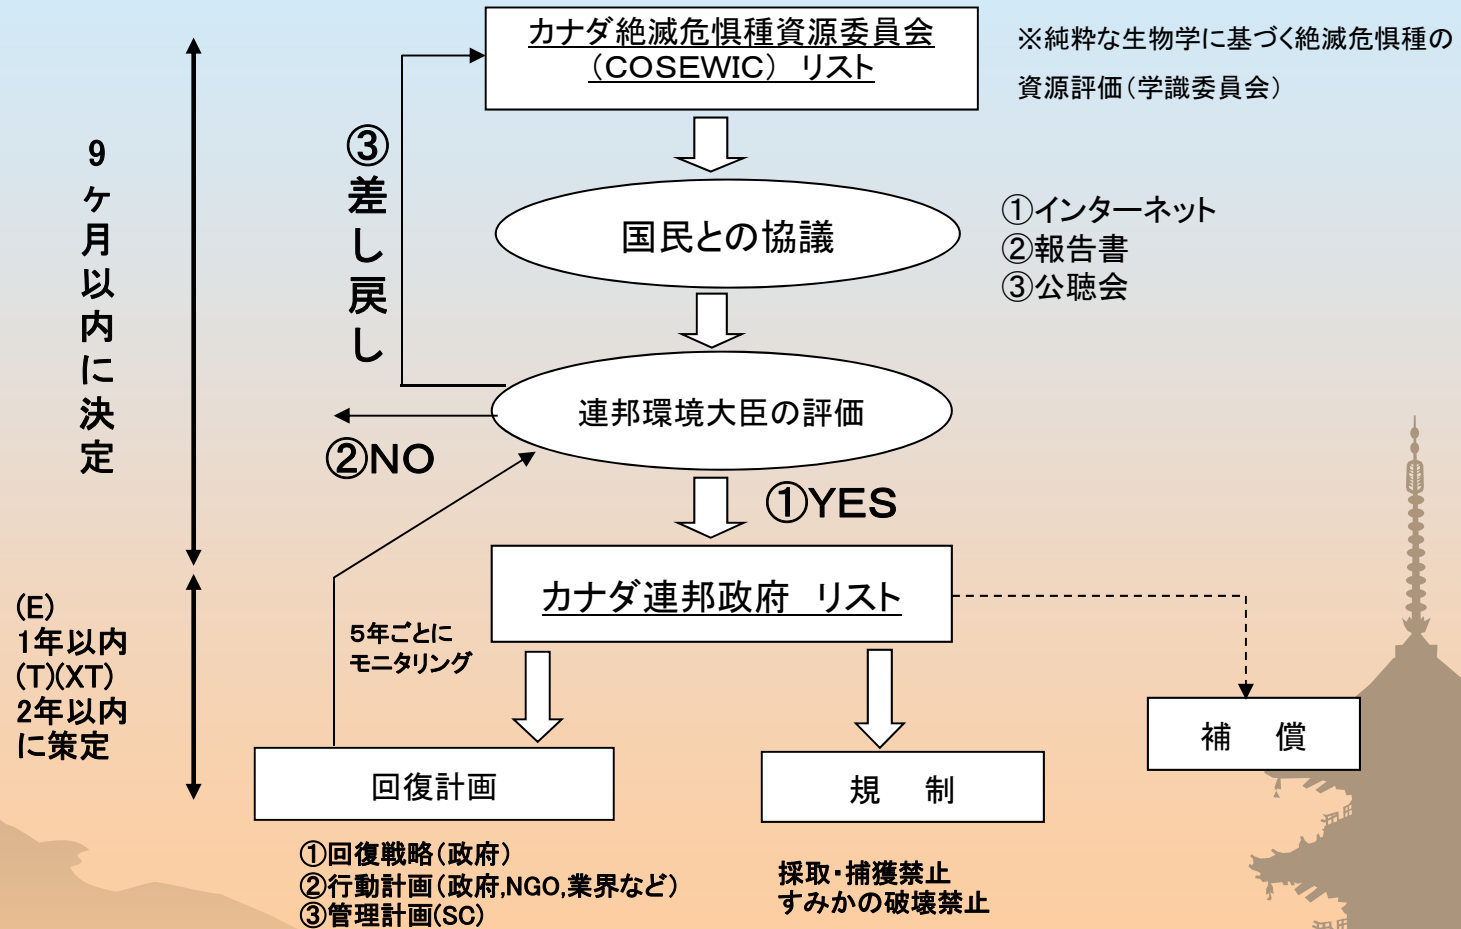 カナダ絶滅危惧種資源委員会
（COSEWIC）　リスト
※純粋な生物学に基づく絶滅危惧種の
資源評価（学識委員会）
9ヶ月以内に決定
③差し戻し
国民との協議
①インターネット
②報告書
③公聴会
連邦環境大臣の評価
②NO
①YES
カナダ連邦政府　リスト
(E)
1年以内
(T)(XT)
2年以内
に策定
5年ごとに
モニタリング
補　償
回復計画
規　制
①回復戦略（政府）
②行動計画（政府,NGO,業界など）
③管理計画(SC)
採取・捕獲禁止
すみかの破壊禁止